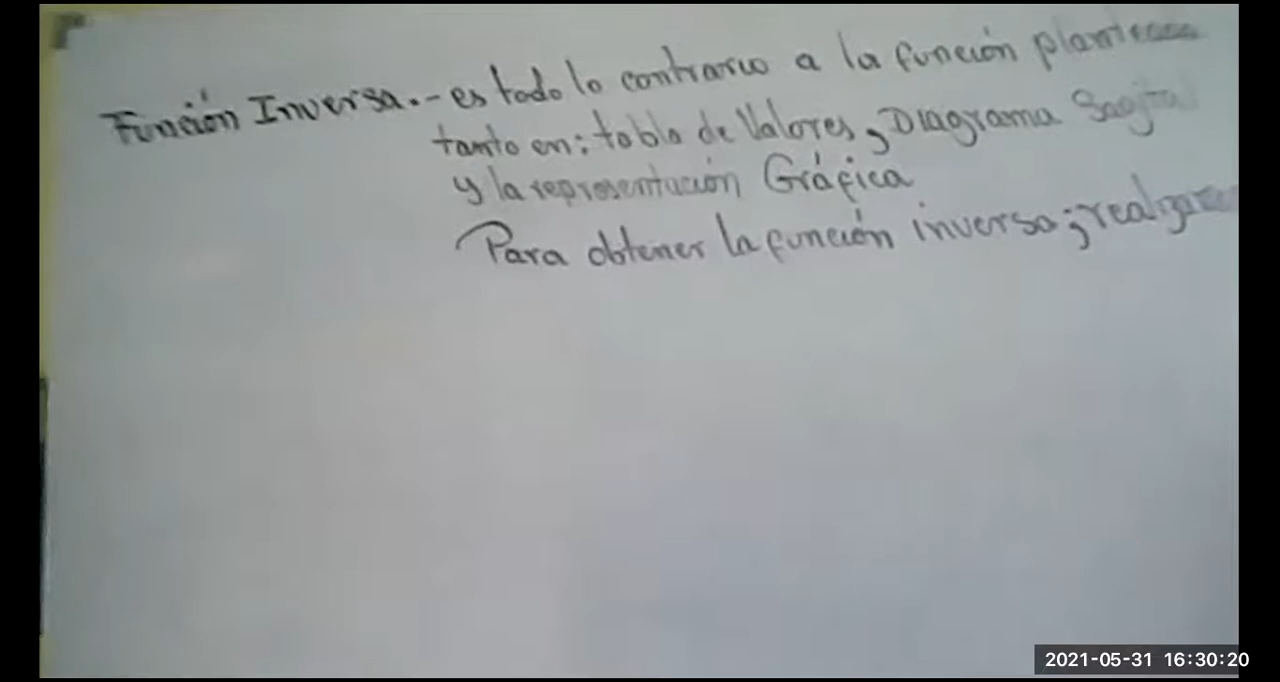 Función Inversa.- es todo lo contrario a la función
tanto en: tabla de Valores, Diagrama Sagital
y la representación Gráfica
Para obtener la función inversa;
2021-05-31 16:30:20